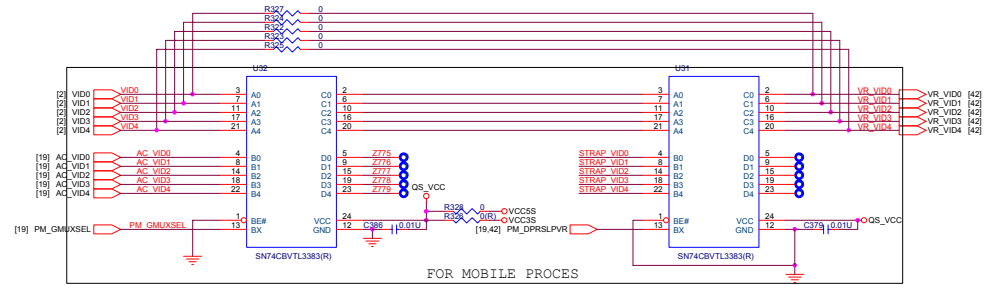 R327 0
R324 0
R322 0
R323 0
R325 0
U32 U31
[2] VID0 VID0 3 A0 C0 2 3 A0 C0 2 VR_VID0 VR_VID0 [42]
[2] VID1 VID1 7 A1 C1 6 7 A1 C1 6 VR_VID1 VR_VID1 [42]
[2] VID2 VID2 11 A2 C2 10 11 A2 C2 10 VR_VID2 VR_VID2 [42]
[2] VID3 VID3 17 A3 C3 16 17 A3 C3 16 VR_VID3 VR_VID3 [42]
[2] VID4 VID4 21 A4 C4 20 21 A4 C4 20 VR_VID4 VR_VID4 [42]
[19] AC_VID0 AC_VID0 4 B0 D0 5 Z775 STRAP_VID0 4 B0 D0 5
[19] AC_VID1 AC_VID1 8 B1 D1 9 Z776 STRAP_VID1 8 B1 D1 9
[19] AC_VID2 AC_VID2 14 B2 D2 15 Z777 STRAP_VID2 14 B2 D2 15
[19] AC_VID3 AC_VID3 18 B3 D3 19 Z778 STRAP_VID3 18 B3 D3 19
[19] AC_VID4 AC_VID4 22 B4 D4 23 Z779 STRAP_VID4 22 B4 D4 23
QS_VCC
R328 0 VCC5S
1 BE# VCC 24 R326 0(R) VCC3S 1 BE# VCC 24 QS_VCC
[19] PM_GMUXSEL PM_GMUXSEL 13 BX GND 12 C386 0.01U [19,42] PM_DPRSLPVR 13 BX GND 12 C379 0.01U
SN74CBVTL3383(R) SN74CBVTL3383(R)
FOR MOBILE PROCES